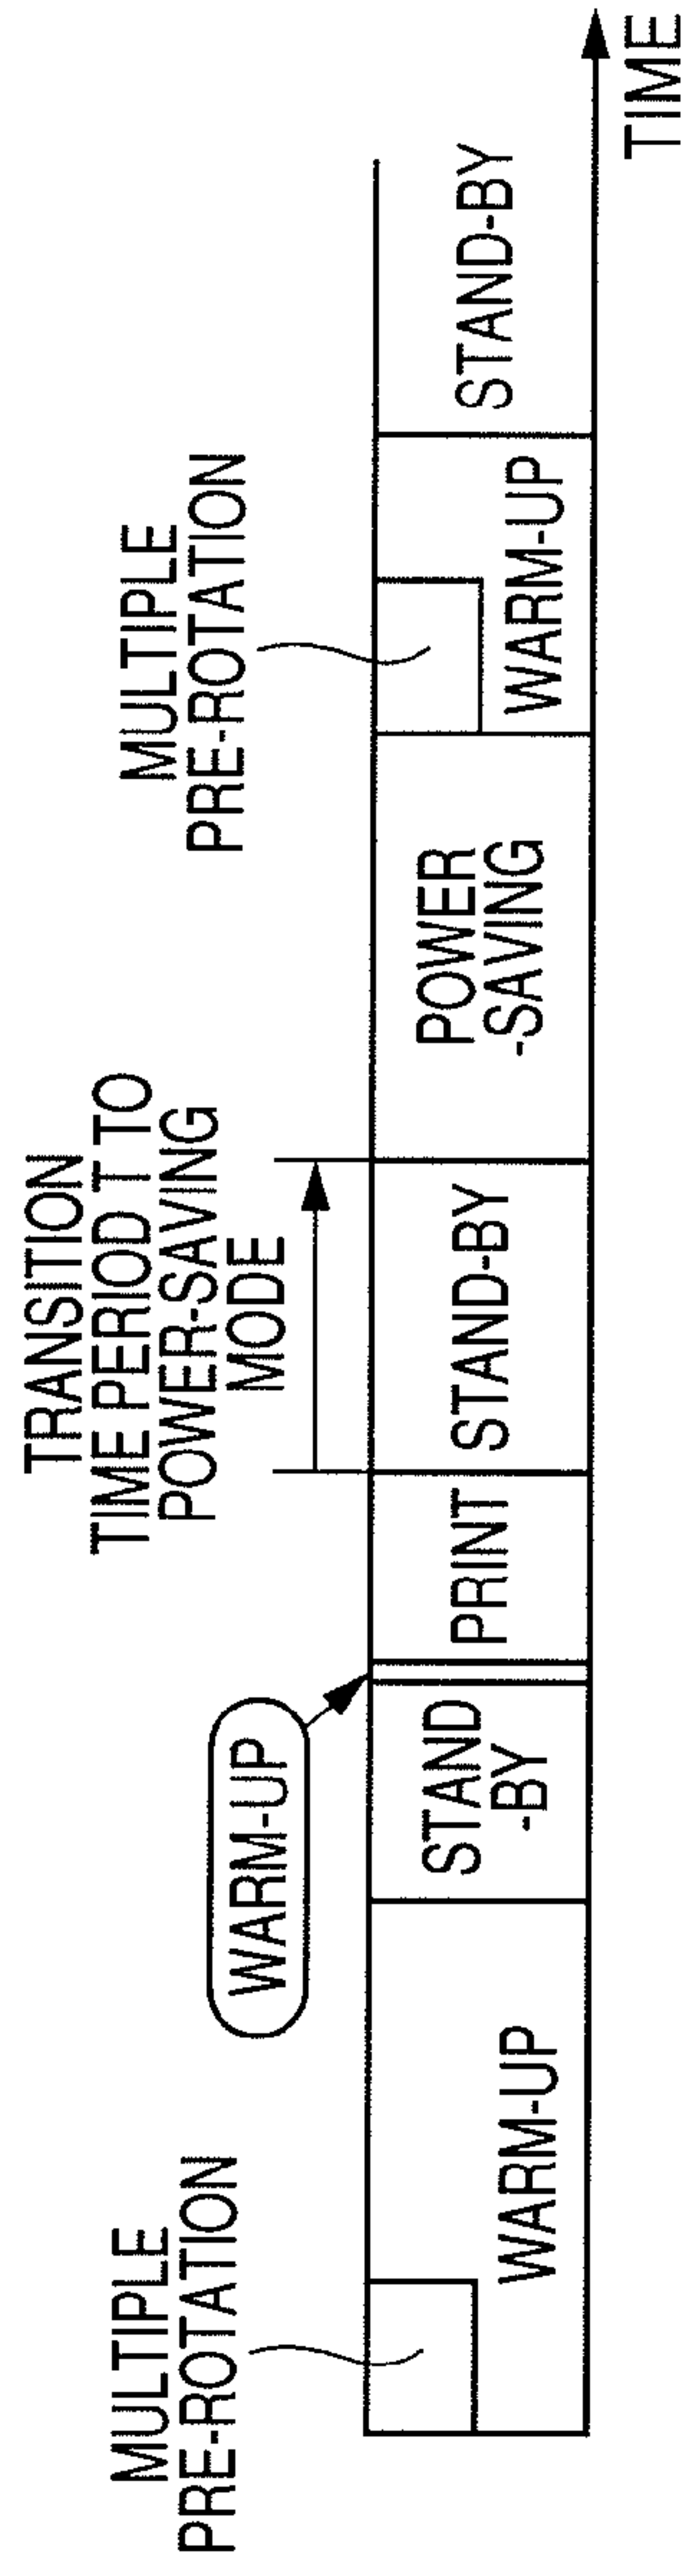 MULTIPLE
PRE-ROTATION
WARM-UP
TRANSITION
TIME PERIOD T TO
POWER-SAVING
MODE
MULTIPLE
PRE-ROTATION
WARM-UP
STAND
-BY
PRINT
STAND-BY
POWER
-SAVING
WARM-UP
STAND-BY
TIME